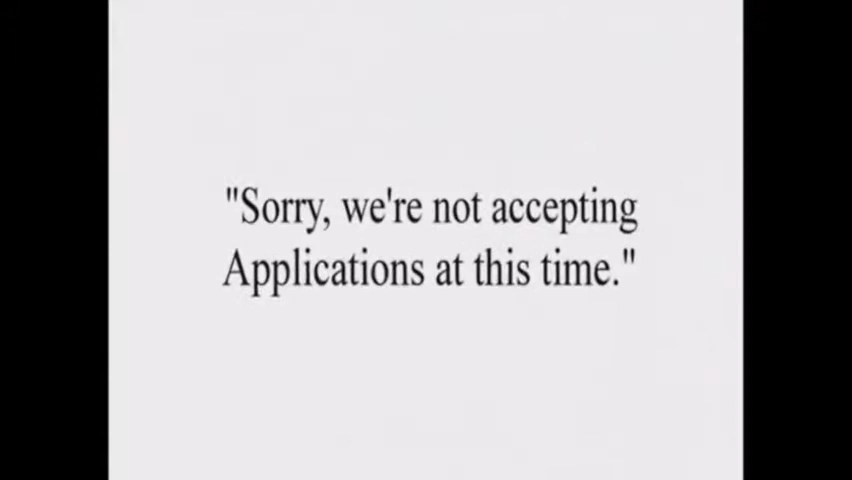 "Sorry, we're not accepting
Applications at this time."